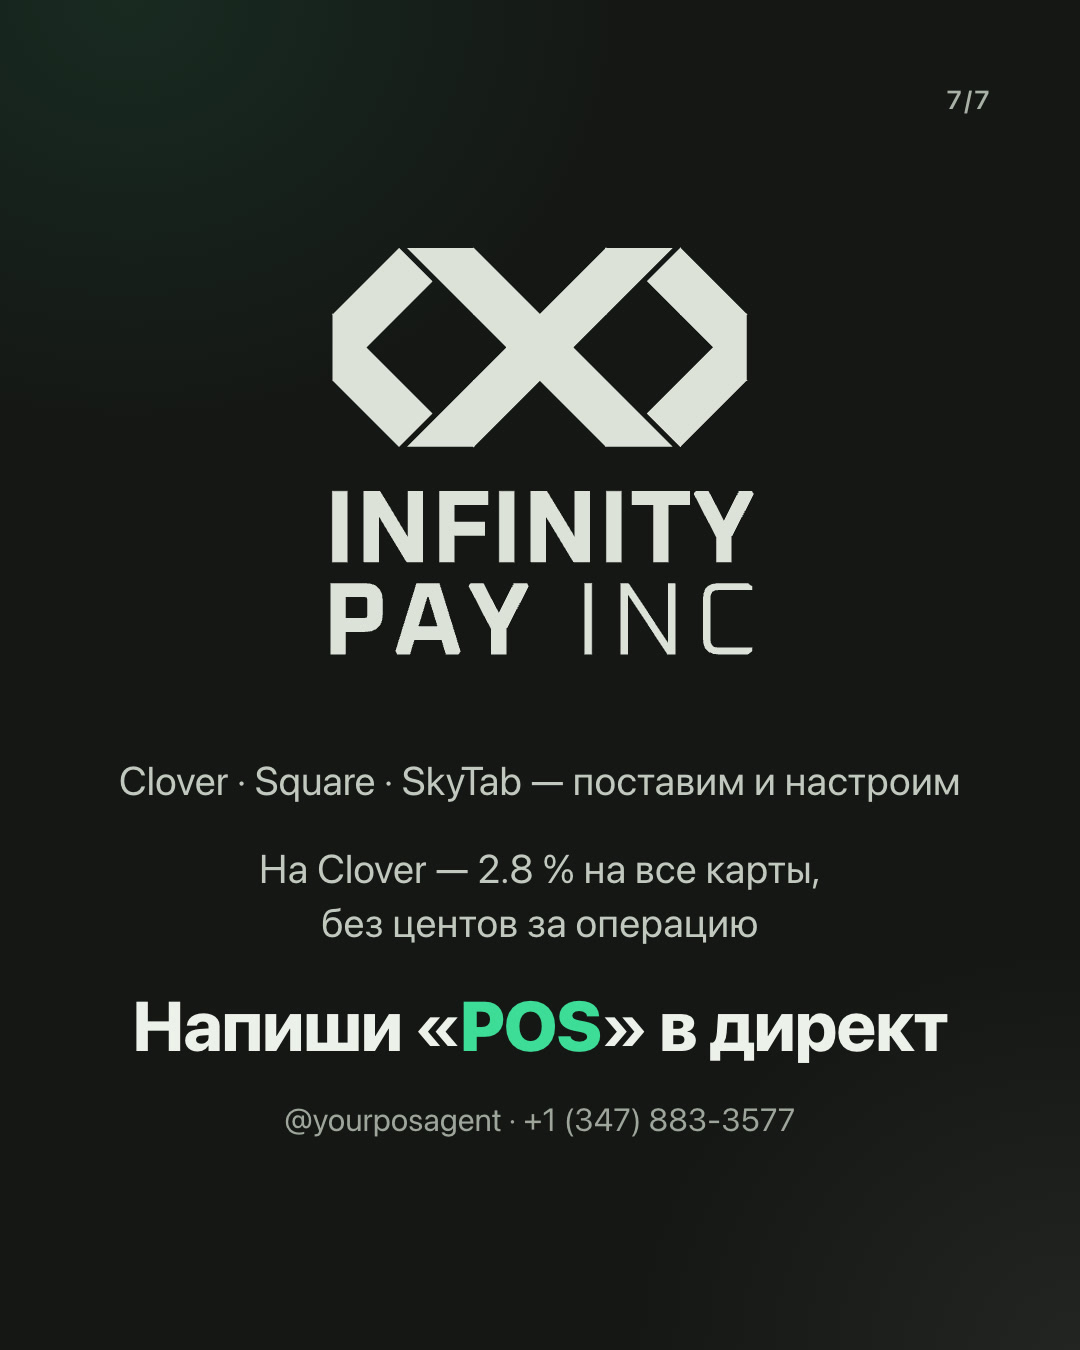 7/7
INFINITY
PAY INC
Clover · Square · SkyTab — поставим и настроим
На Clover — 2.8 % на все карты,
без центов за операцию
Напиши «POS» в директ
@yourposagent · +1 (347) 883-3577